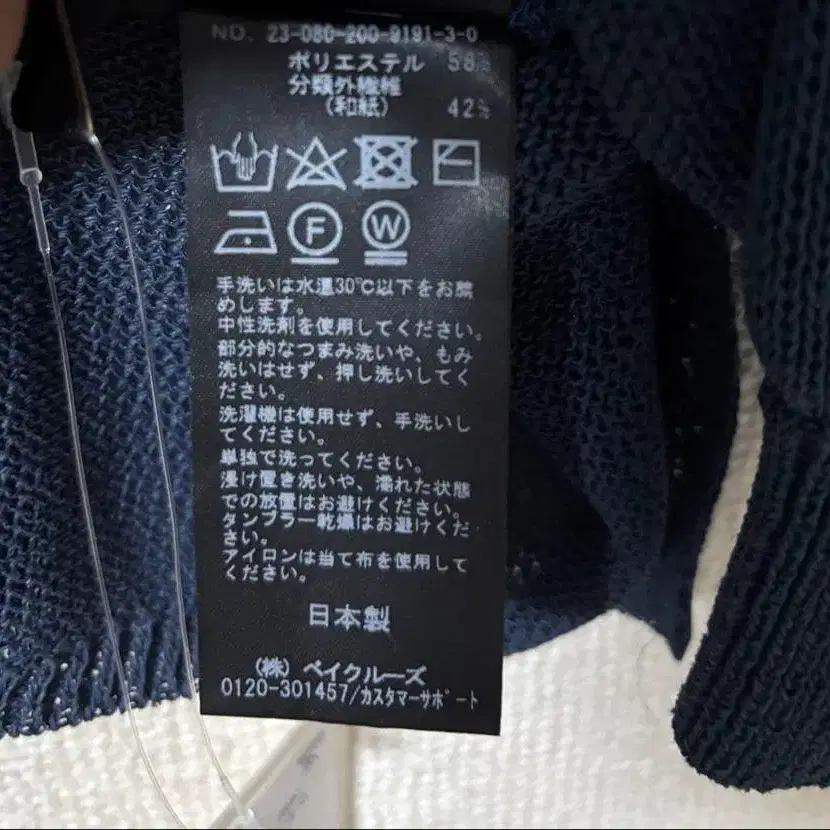 NO. 23-080-200-9191-3-0
ポリエステル 58%
分類外繊維
(和紙) 42%
F W
手洗いは水温30℃以下をお薦
めします。
中性洗剤を使用してください。
部分的なつまみ洗いや、もみ
洗いはせず、押し洗いしてく
ださい。
洗濯機は使用せず、手洗いし
てください。
単独で洗ってください。
浸け置き洗いや、濡れた状態
での放置はお避けください。
タンブラー乾燥はお避けくだ
さい。
アイロンは当て布を使用して
ください。
日本製
(株) ベイクルーズ
0120-301457/カスタマーサポート